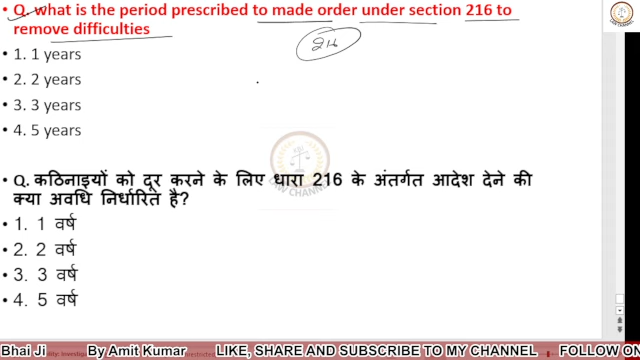 Q. what is the period prescribed to made order under section 216 to
remove difficulties
216
• 1. 1 years
• 2. 2 years
• 3. 3 years
• 4. 5 years
• Q. कठिनाइयों को दूर करने के लिए धारा 216 के अंतर्गत आदेश देने की
क्या अवधि निर्धारित है?
• 1. 1 वर्ष
• 2. 2 वर्ष
• 3. 3 वर्ष
• 4. 5 वर्ष
Bhai Ji By Amit Kumar LIKE, SHARE AND SUBSCRIBE TO MY CHANNEL FOLLOW ON